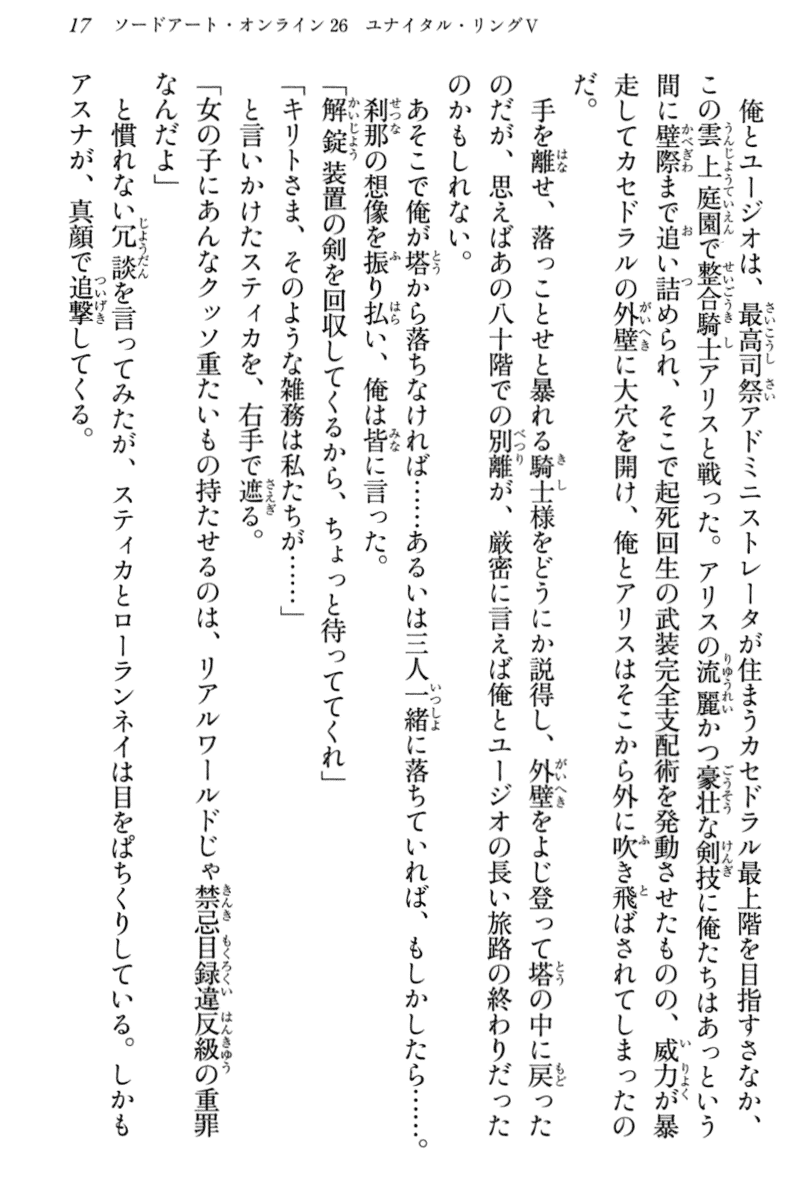 17 ソードアート・オンライン26 ユナイタル・リングⅤ
俺とユージオは、最高司祭アドミニストレータが住まうカセドラル最上階を目指すさなか、
この雲上庭園で整合騎士アリスと戦った。アリスの流麗かつ豪壮な剣技に俺たちはあっという
間に壁際まで追い詰められ、そこで起死回生の武装完全支配術を発動させたものの、威力が暴
走してカセドラルの外壁に大穴を開け、俺とアリスはそこから外に吹き飛ばされてしまったの
だ。
手を離せ、落っことせと暴れる騎士様をどうにか説得し、外壁をよじ登って塔の中に戻った
のだが、思えばあの八十階での別離が、厳密に言えば俺とユージオの長い旅路の終わりだった
のかもしれない。
あそこで俺が塔から落ちなければ……あるいは三人一緒に落ちていれば、もしかしたら……。
刹那の想像を振り払い、俺は皆に言った。
「解錠装置の剣を回収してくるから、ちょっと待っててくれ」
「キリトさま、そのような雑務は私たちが……」
と言いかけたスティカを、右手で遮る。
「女の子にあんなクッソ重たいもの持たせるのは、リアルワールドじゃ禁忌目録違反級の重罪
なんだよ」
と慣れない冗談を言ってみたが、スティカとローランネイは目をぱちくりしている。しかも
アスナが、真顔で追撃してくる。